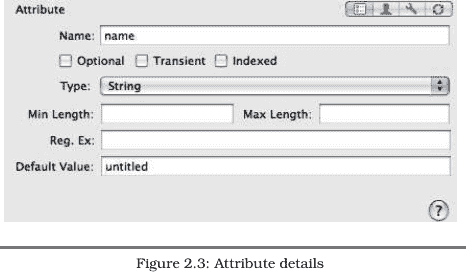 Attribute
Name: name
Optional Transient Indexed
Type: String
Min Length: Max Length:
Reg. Ex:
Default Value: untitled
?
Figure 2.3: Attribute details